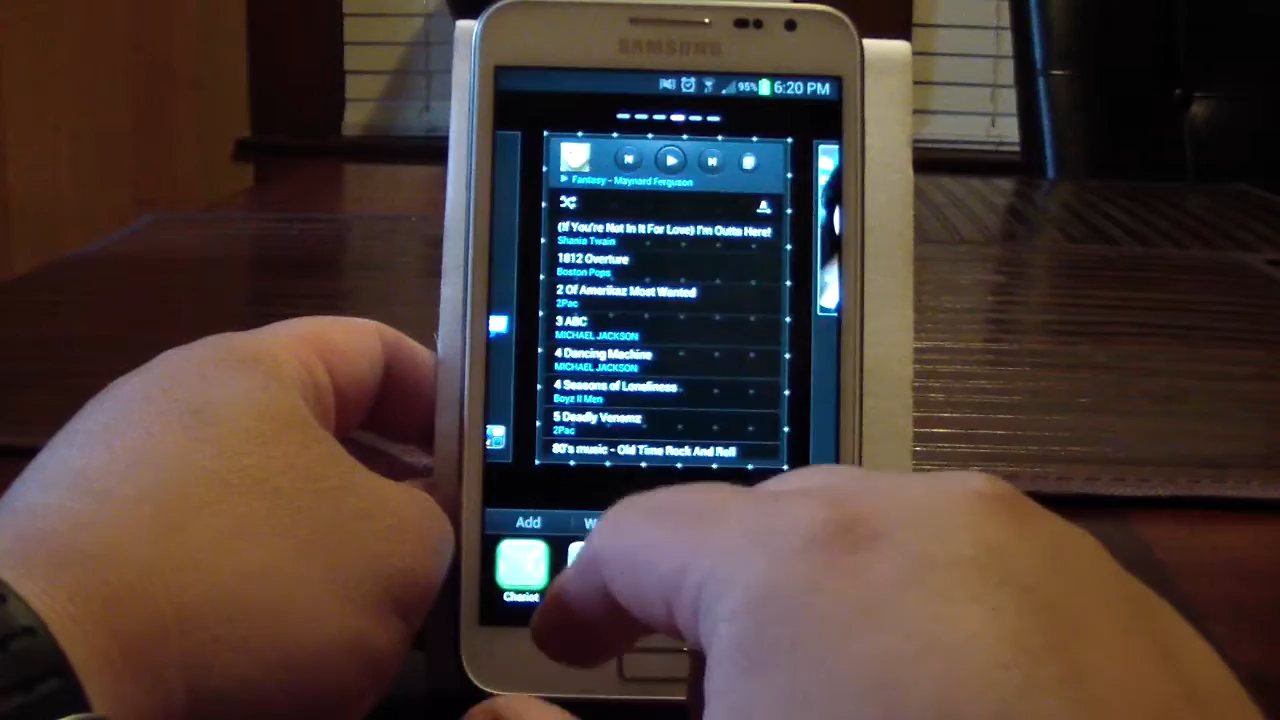 SAMSUNG
95% 6:20 PM
Fantasy - Maynard Ferguson
(If You're Not In It For Love) I'm Outta Here!
Shania Twain
1812 Overture
Boston Pops
2 Of Amerikaz Most Wanted
2Pac
3 ABC
MICHAEL JACKSON
4 Dancing Machine
MICHAEL JACKSON
4 Seasons of Loneliness
Boyz II Men
5 Deadly Venomz
2Pac
80's music - Old Time Rock And Roll
Add
Chariot